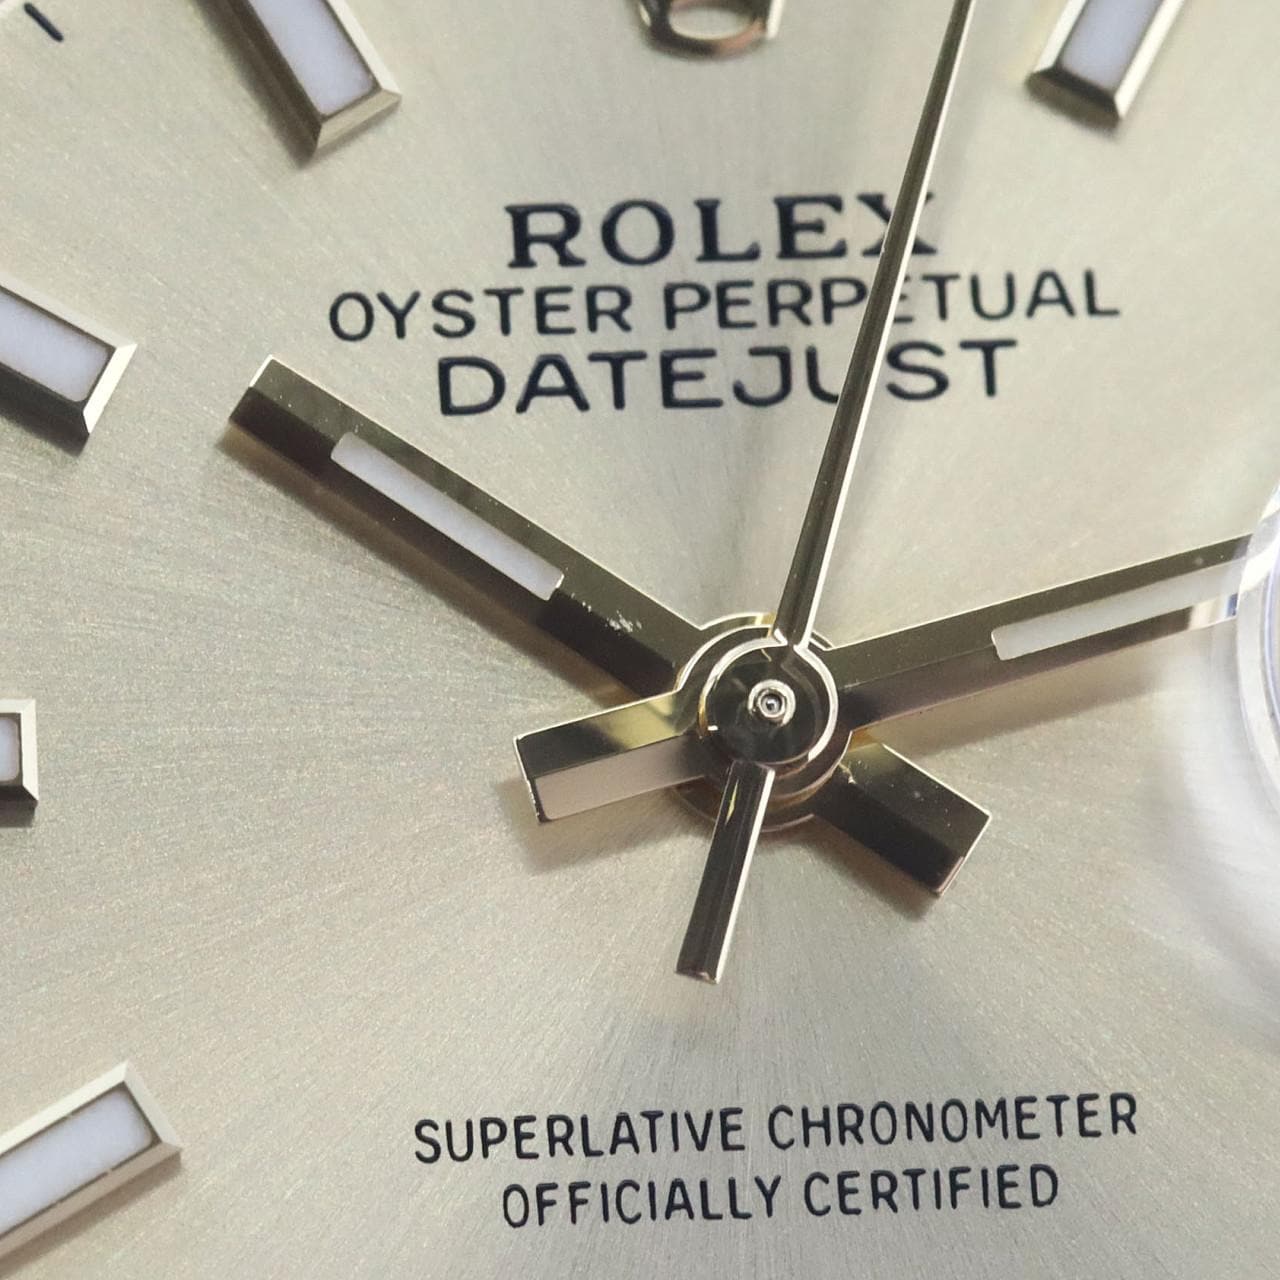 ROLEX
OYSTER PERPETUAL
DATEJUST
SUPERLATIVE CHRONOMETER
OFFICIALLY CERTIFIED